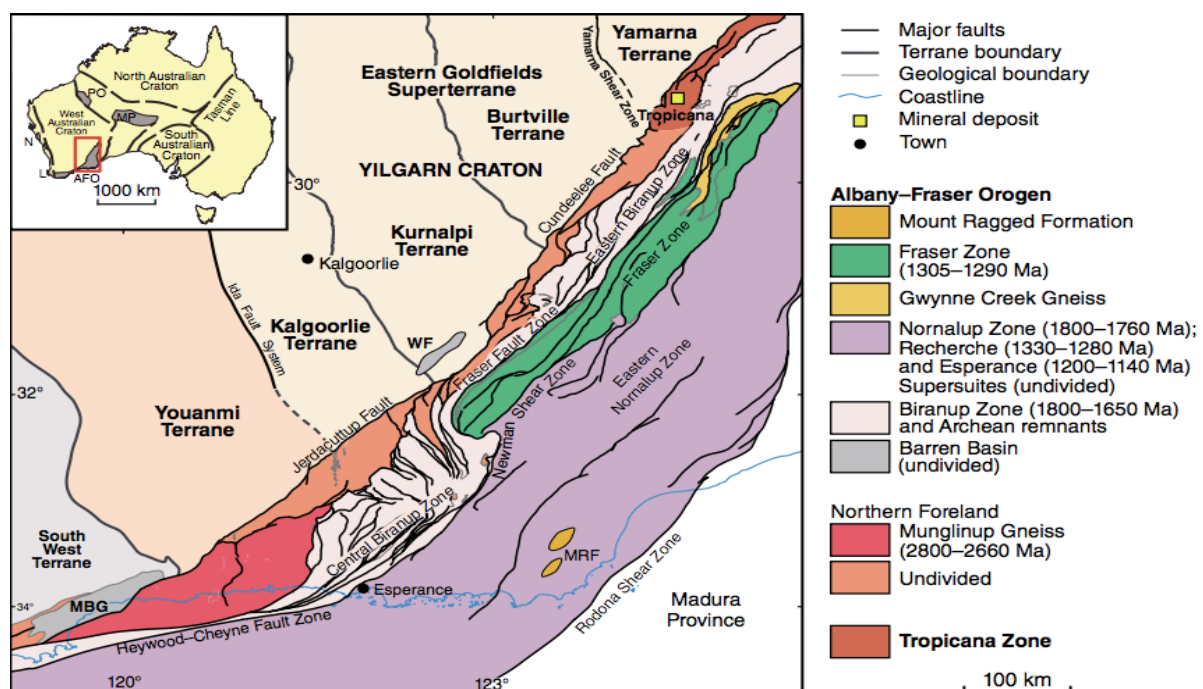 North Australian
Craton
PO
West
Australian
Craton
MP
Tasman
Line
South
Australian
Craton
N
L
AFO
1000 km
Yamarna
Terrane
Yamarna Shear Zone
Eastern Goldfields
Superterrane
Burtville
Terrane
Tropicana
YILGARN CRATON
30°
Cundeelee Fault
Eastern Biranup Zone
Kurnalpi
Terrane
Fraser Zone
Kalgoorlie
Ida Fault
System
Kalgoorlie
Terrane
WF
Fraser Fault Zone
32°
Eastern
Nornalup Zone
Youanmi
Terrane
Jerdacuttup Fault
Newman Shear Zone
Central Biranup Zone
South
West
Terrane
MRF
Rodona Shear Zone
Esperance
34°
MBG
Madura
Province
Heywood–Cheyne Fault Zone
120°
123°
Major faults
Terrane boundary
Geological boundary
Coastline
Mineral deposit
Town
Albany–Fraser Orogen
Mount Ragged Formation
Fraser Zone
(1305–1290 Ma)
Gwynne Creek Gneiss
Nornalup Zone (1800–1760 Ma);
Recherche (1330–1280 Ma)
and Esperance (1200–1140 Ma)
Supersuites (undivided)
Biranup Zone (1800–1650 Ma)
and Archean remnants
Barren Basin
(undivided)
Northern Foreland
Munglinup Gneiss
(2800–2660 Ma)
Undivided
Tropicana Zone
100 km